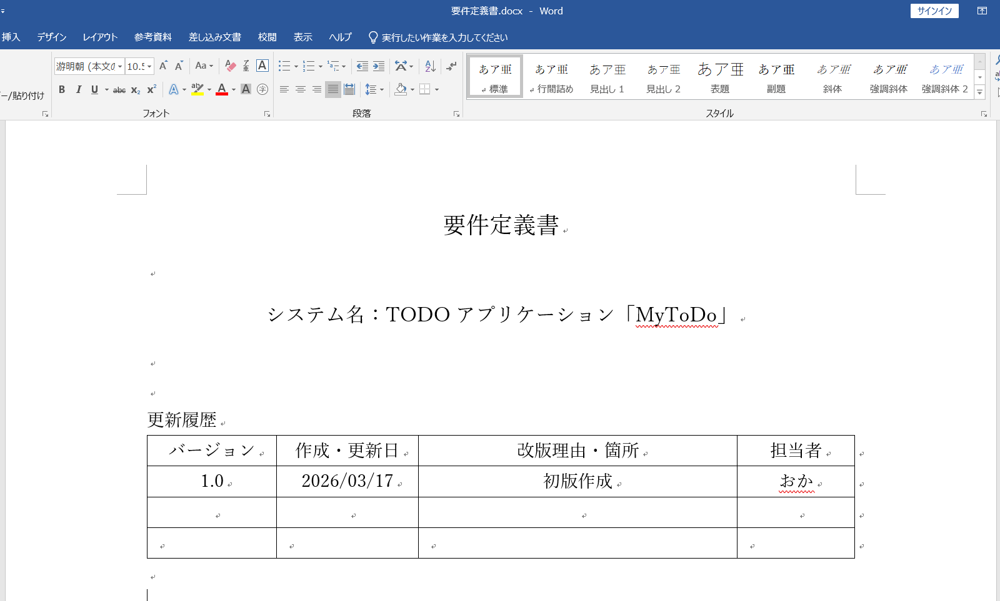 要件定義書.docx - Word
サインイン
挿入 デザイン レイアウト 参考資料 差し込み文書 校閲 表示 ヘルプ 実行したい作業を入力してください
游明朝 (本文の 10.5 Aa
ー/貼り付け
B I U abc x₂ x² A aby A A 字
フォント
段落
あア亜 あア亜 あア亜 あア亜 あア亜 あア亜 あア亜 あア亜 あア亜
標準 行間詰め 見出し 1 見出し 2 表題 副題 斜体 強調斜体 強調斜体 2
スタイル
要件定義書
システム名：TODO アプリケーション「MyToDo」
更新履歴
バージョン 作成・更新日 改版理由・箇所 担当者
1.0 2026/03/17 初版作成 おか